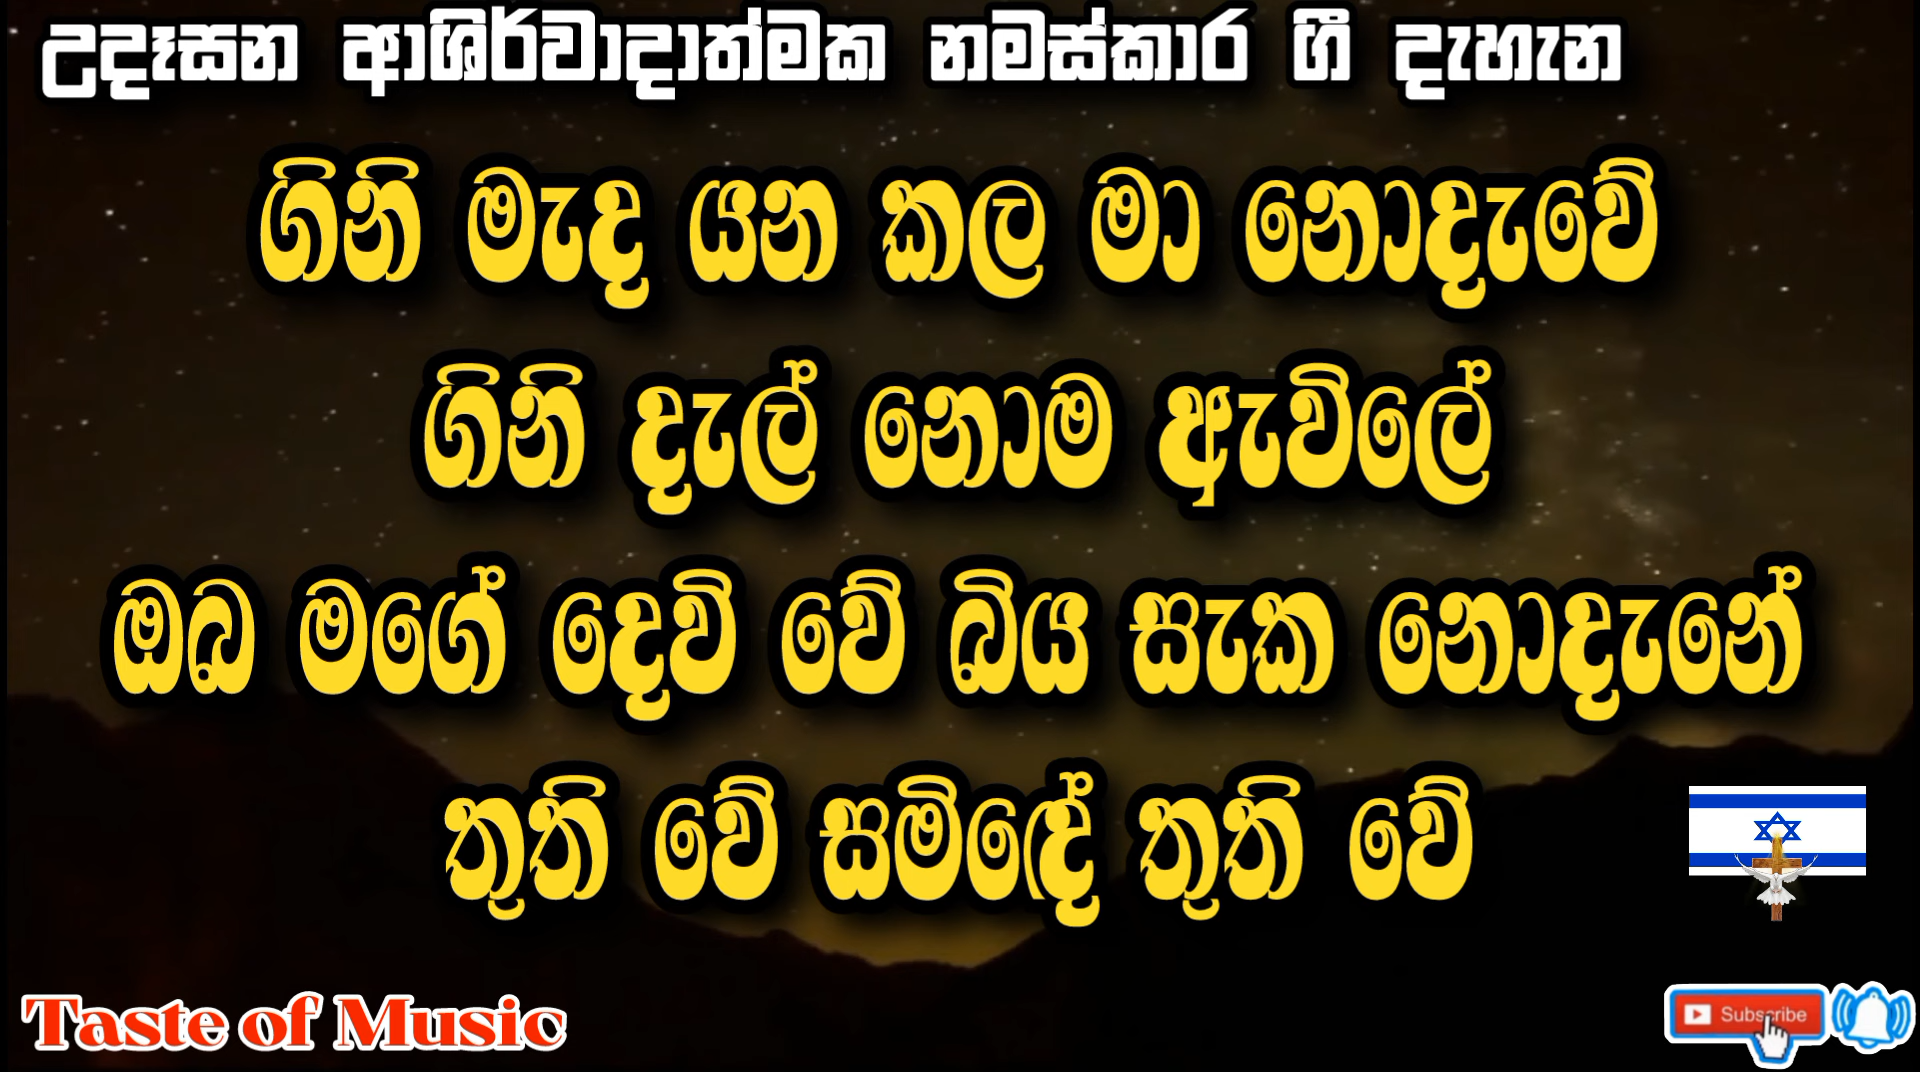 උදෑසන ආශිර්වාදාත්මක නමස්කාර ගී දැහැන
ගිනි මැද යන කල මා නොදැවේ
ගිනි දැල් නොම ඇවිලේ
ඔබ මගේ දෙවි වේ බිය සැක නොදැනේ
තුති වේ සමිඳේ තුති වේ
Taste of Music
Subscribe